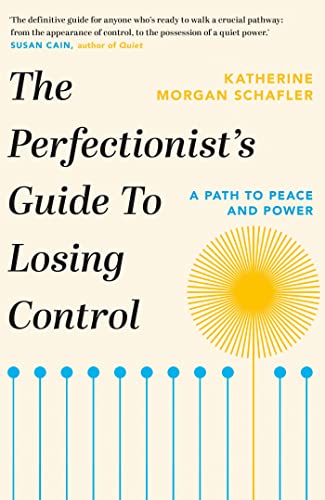 'The definitive guide for anyone who's ready to walk a crucial pathway:
from the appearance of control, to the possession of a quiet power.'
SUSAN CAIN, author of Quiet
KATHERINE
MORGAN SCHAFLER
The
Perfectionist's
Guide To
Losing
Control
A PATH TO PEACE
AND POWER